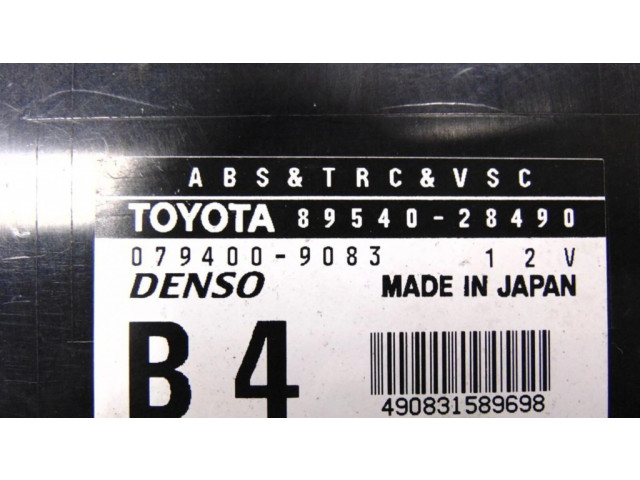 ABS&TRC&VSC
TOYOTA 89540-28490
079400-9083 12V
DENSO MADE IN JAPAN
B4
490831589698